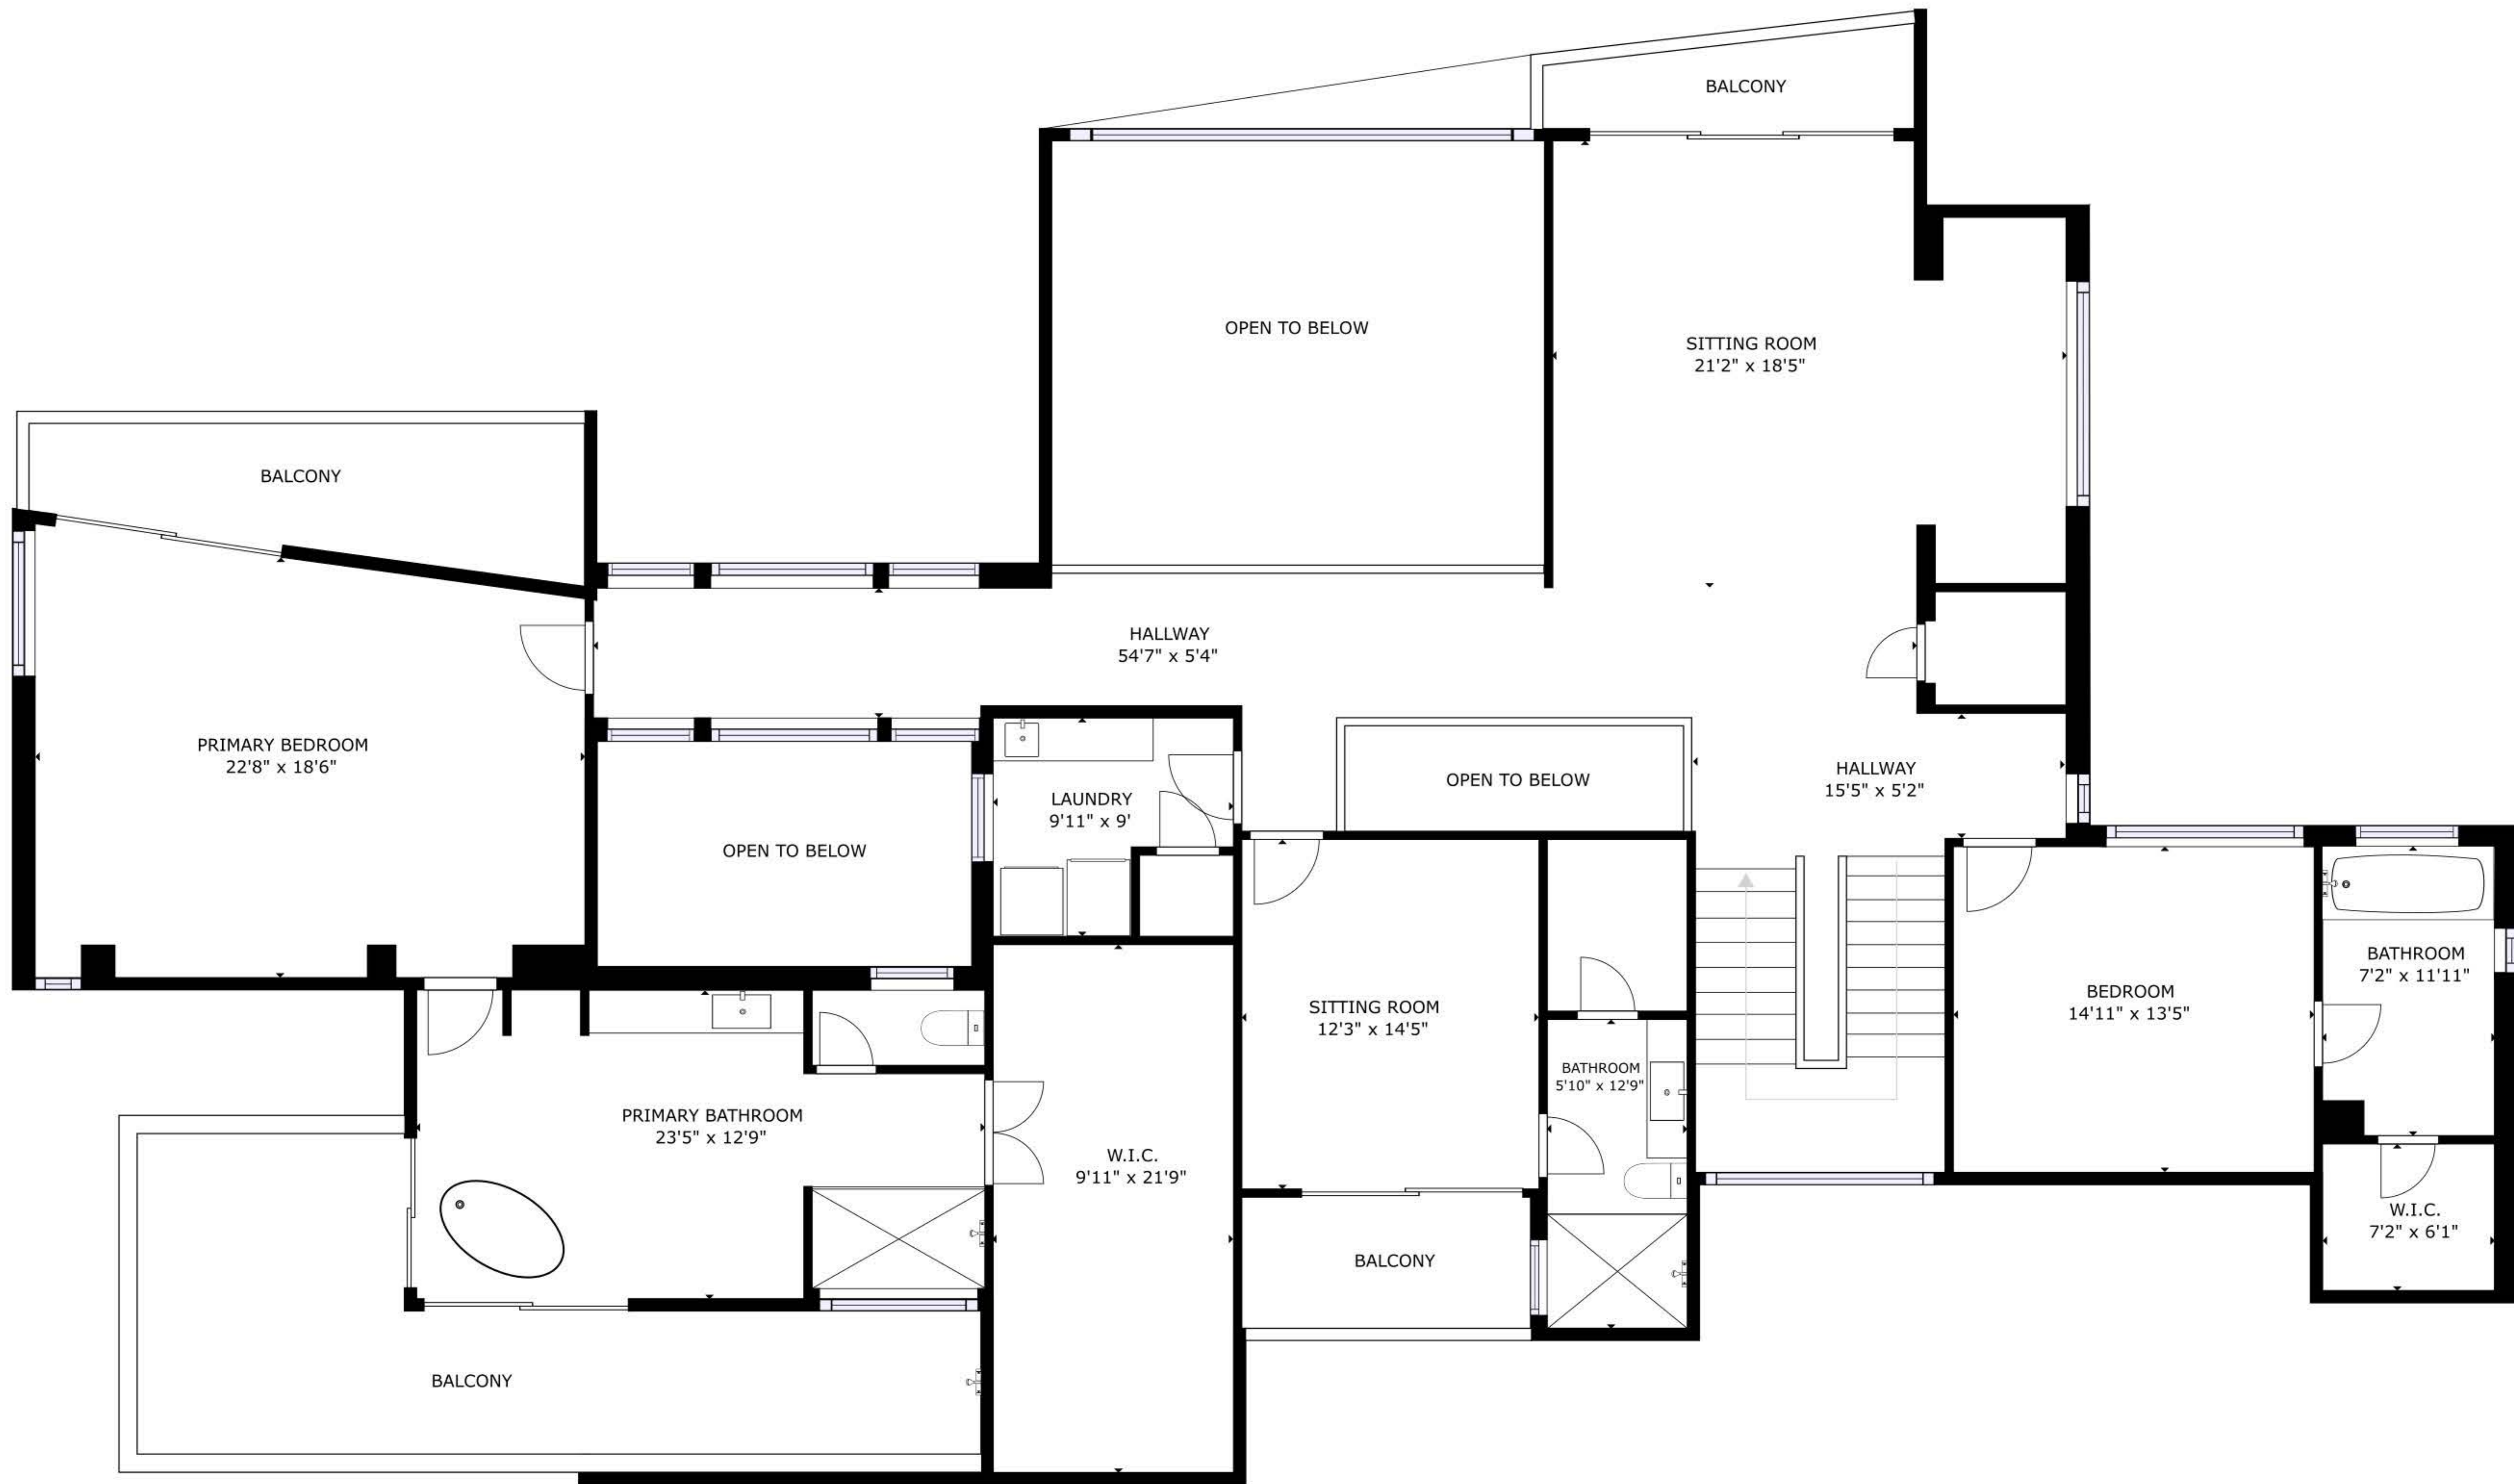 BALCONY
OPEN TO BELOW
SITTING ROOM
21'2" x 18'5"
BALCONY
HALLWAY
54'7" x 5'4"
PRIMARY BEDROOM
22'8" x 18'6"
OPEN TO BELOW
LAUNDRY
9'11" x 9'
OPEN TO BELOW
HALLWAY
15'5" x 5'2"
SITTING ROOM
12'3" x 14'5"
BATHROOM
5'10" x 12'9"
BEDROOM
14'11" x 13'5"
BATHROOM
7'2" x 11'11"
PRIMARY BATHROOM
23'5" x 12'9"
W.I.C.
9'11" x 21'9"
W.I.C.
7'2" x 6'1"
BALCONY
BALCONY